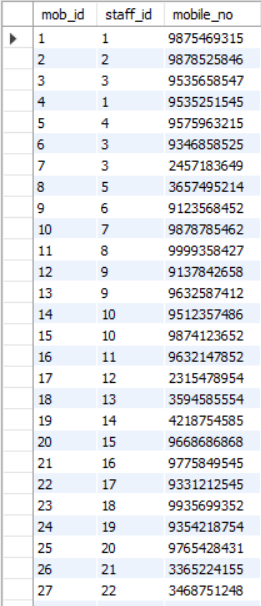 mob_id staff_id mobile_no
1 1 9875469315
2 2 9878525846
3 3 9535658547
4 1 9535251545
5 4 9575963215
6 3 9346858525
7 3 2457183649
8 5 3657495214
9 6 9123568452
10 7 9878785462
11 8 9999358427
12 9 9137842658
13 9 9632587412
14 10 9512357486
15 10 9874123652
16 11 9632147852
17 12 2315478954
18 13 3594585554
19 14 4218754585
20 15 9668686868
21 16 9775849545
22 17 9331212545
23 18 9935699352
24 19 9354218754
25 20 9765428431
26 21 3365224155
27 22 3468751248